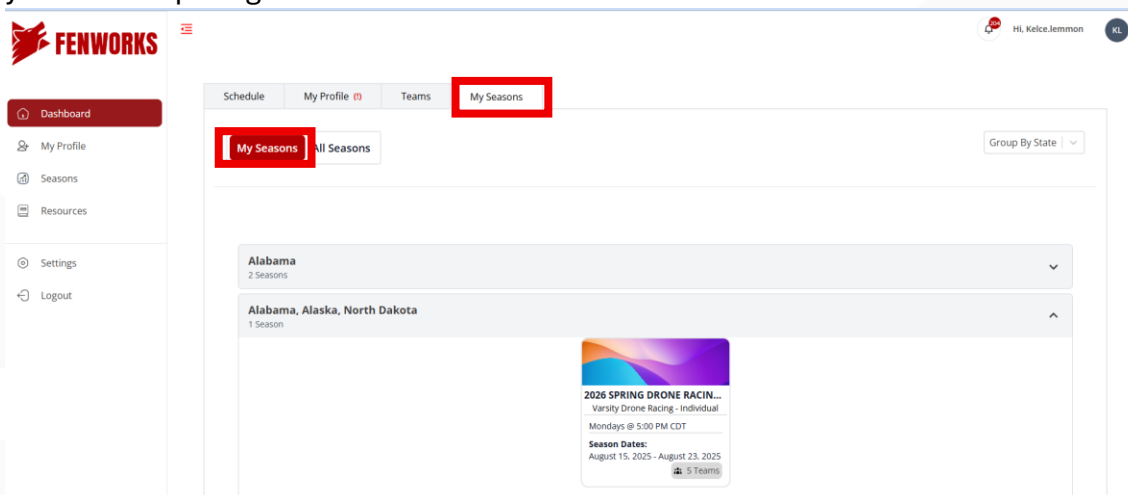 FENWORKS
204
Hi, Kelce.lemmon
KL
Schedule
My Profile (!)
Teams
My Seasons
Dashboard
My Profile
Seasons
Resources
Settings
Logout
My Seasons
All Seasons
Group By State
Alabama
2 Seasons
Alabama, Alaska, North Dakota
1 Season
2026 SPRING DRONE RACIN...
Varsity Drone Racing - Individual
Mondays @ 5:00 PM CDT
Season Dates:
August 15, 2025 - August 23, 2025
5 Teams